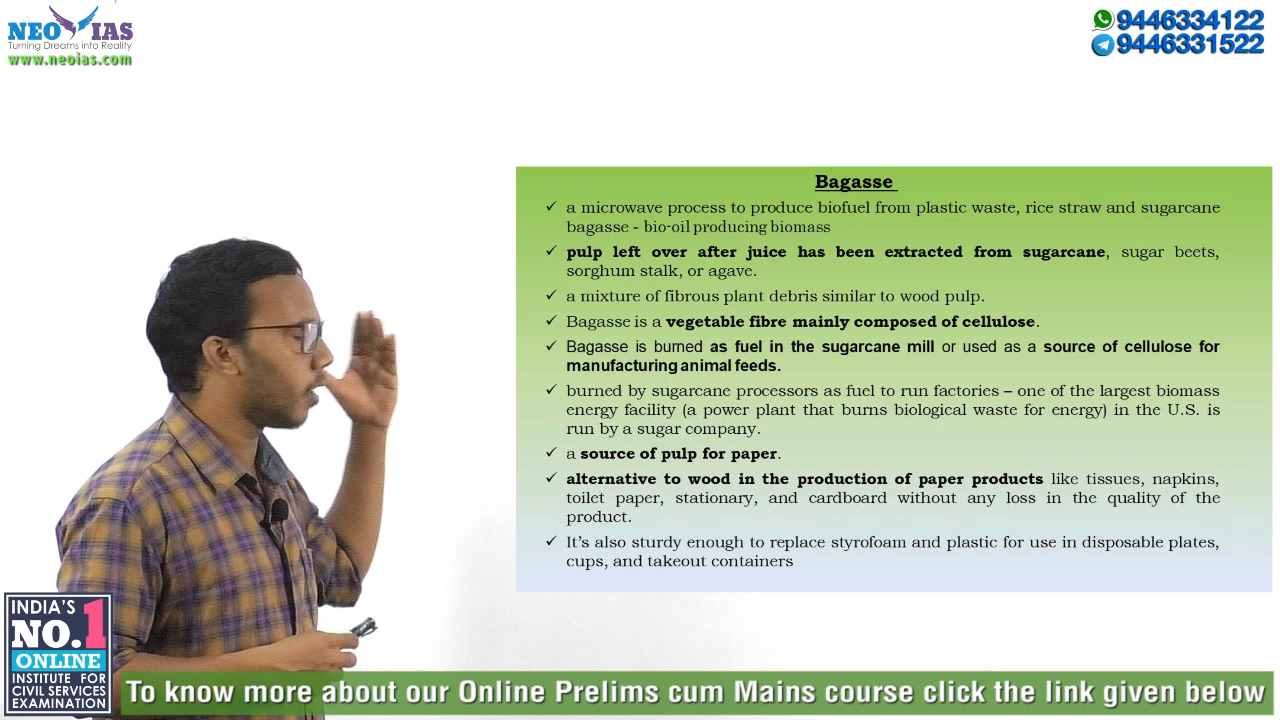 NEO IAS
Turning Dreams into Reality
www.neoias.com
9446334122
9446331522
Bagasse
✓ a microwave process to produce biofuel from plastic waste, rice straw and sugarcane
bagasse - bio-oil producing biomass
✓ pulp left over after juice has been extracted from sugarcane, sugar beets,
sorghum stalk, or agave.
✓ a mixture of fibrous plant debris similar to wood pulp.
✓ Bagasse is a vegetable fibre mainly composed of cellulose.
✓ Bagasse is burned as fuel in the sugarcane mill or used as a source of cellulose for
manufacturing animal feeds.
✓ burned by sugarcane processors as fuel to run factories – one of the largest biomass
energy facility (a power plant that burns biological waste for energy) in the U.S. is
run by a sugar company.
✓ a source of pulp for paper.
✓ alternative to wood in the production of paper products like tissues, napkins,
toilet paper, stationary, and cardboard without any loss in the quality of the
product.
✓ It's also sturdy enough to replace styrofoam and plastic for use in disposable plates,
cups, and takeout containers
INDIA'S
NO.1
ONLINE
INSTITUTE FOR
CIVIL SERVICES
EXAMINATION
To know more about our Online Prelims cum Mains course click the link given below